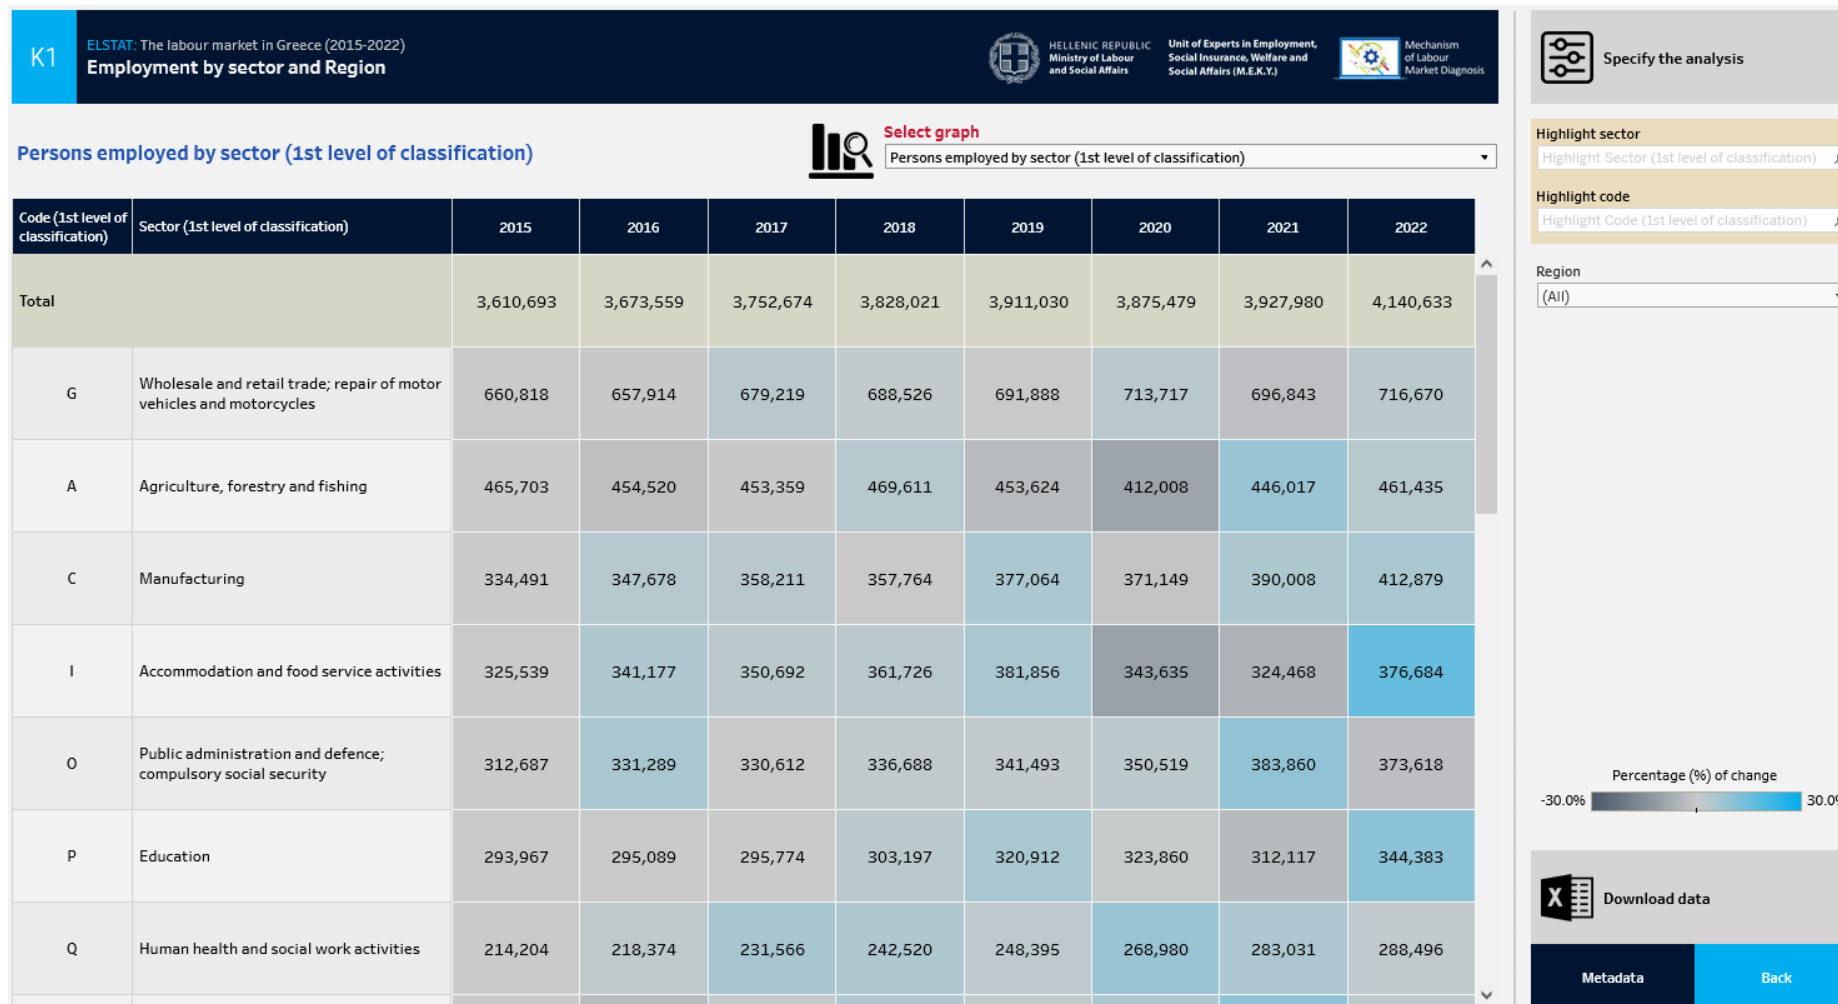 K1
ELSTAT: The labour market in Greece (2015-2022)
Employment by sector and Region
HELLENIC REPUBLIC
Ministry of Labour
and Social Affairs
Unit of Experts in Employment,
Social Insurance, Welfare and
Social Affairs (M.E.K.Y.)
Mechanism
of Labour
Market Diagnosis
Specify the analysis
Persons employed by sector (1st level of classification)
Select graph
Persons employed by sector (1st level of classification)
Highlight sector
Highlight Sector (1st level of classification)
Highlight code
Highlight Code (1st level of classification)
Region
(All)
Code (1st level of
classification)
Sector (1st level of classification) 2015 2016 2017 2018 2019 2020 2021 2022
Total 3,610,693 3,673,559 3,752,674 3,828,021 3,911,030 3,875,479 3,927,980 4,140,633
G Wholesale and retail trade; repair of motor
vehicles and motorcycles 660,818 657,914 679,219 688,526 691,888 713,717 696,843 716,670
A Agriculture, forestry and fishing 465,703 454,520 453,359 469,611 453,624 412,008 446,017 461,435
C Manufacturing 334,491 347,678 358,211 357,764 377,064 371,149 390,008 412,879
I Accommodation and food service activities 325,539 341,177 350,692 361,726 381,856 343,635 324,468 376,684
O Public administration and defence;
compulsory social security 312,687 331,289 330,612 336,688 341,493 350,519 383,860 373,618
P Education 293,967 295,089 295,774 303,197 320,912 323,860 312,117 344,383
Q Human health and social work activities 214,204 218,374 231,566 242,520 248,395 268,980 283,031 288,496
Percentage (%) of change
-30.0% 30.0%
X
Download data
Metadata
Back